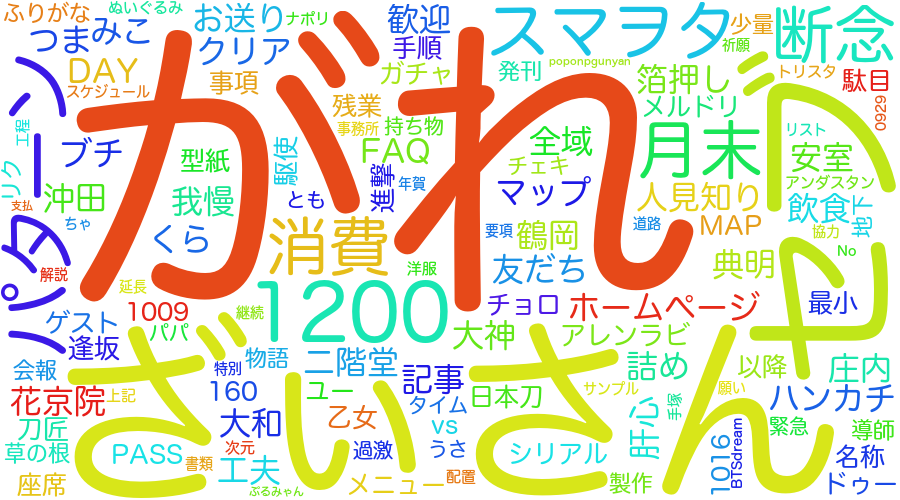 ふりがな
ぬいぐるみ
お送り
ナポリ
歓迎
スマヲタ
少量
祈願
断念
つまみこ
クリア
手順
ガチャ
発刊
poponpgunyan
箔押し
トリスタ
駄目
DAY
スケジュール
事項
がれ
残業
事務所
持ち物
メルドリ
0929
パターン
工程
ブチ
型紙
駆使
FAQ
全域
月末
リスト
安室
リク
沖田
我慢
進撃
年賀
チェキ
マップ
人見知り
アンダスタン
支払
ちゃ
くら
とも
要項
鶴岡
道路
MAP
飲食
地下
消費
協力
No
解説
延長
洋服
友だち
典明
1200
1009
継続
チョロ
ホームページ
最小
ゲスト
パパ
大神
アレンラビ
逢坂
特別
物語
二階堂
詰め
以降
庄内
会報
上記
160
ユー
記事
日本刀
サンプル
願い
ハンカチ
花京院
ざいさんせ
大和
乙女
タイム
vs
肝心
手塚
刀匠
緊急
導師
草の根
PASS
書類
次元
過激
うさ
シリアル
1016
BTSdream
名称
座席
工夫
ぷるみゃん
メニュー
配置
製作
ドゥー